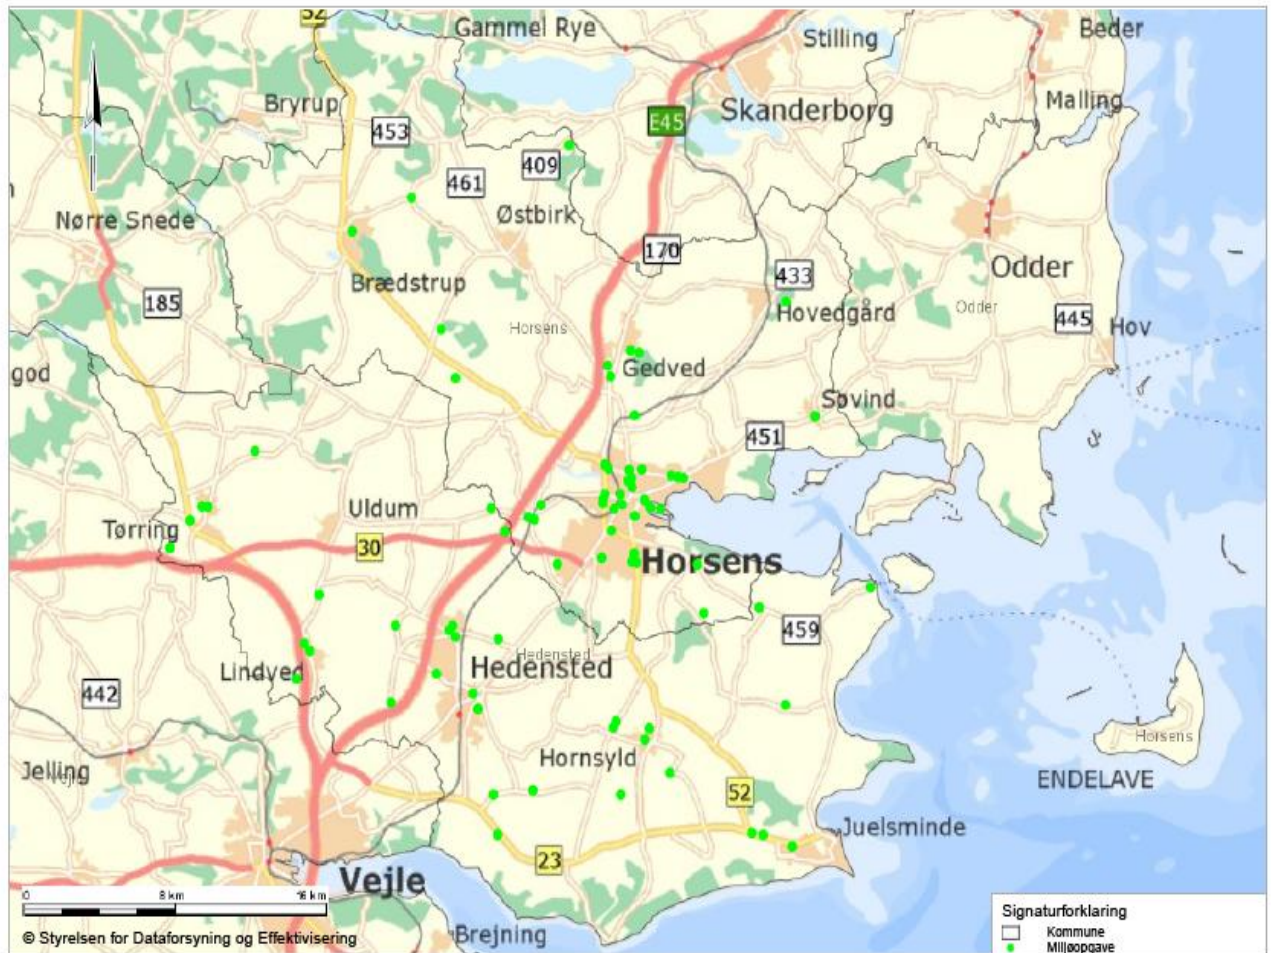 52
Gammel Rye
Stilling
Beder
Bryrup
453
E45
Skanderborg
Malling
409
461
Østbirk
Nørre Snede
170
433
Odder
185
Brædstrup
Hovedgård
Odder
445
Hov
Horsens
god
Gedved
Søvind
451
Tørring
Uldum
30
Horsens
459
Lindved
Hedensted
Hedensted
442
Horsens
Jelling
Hornsyld
ENDELAVE
52
Juelsminde
23
Vejle
0 8 km 16 km
© Styrelsen for Dataforsyning og Effektivisering
Brejning
Signaturforklaring
Kommune
Miljøopgave